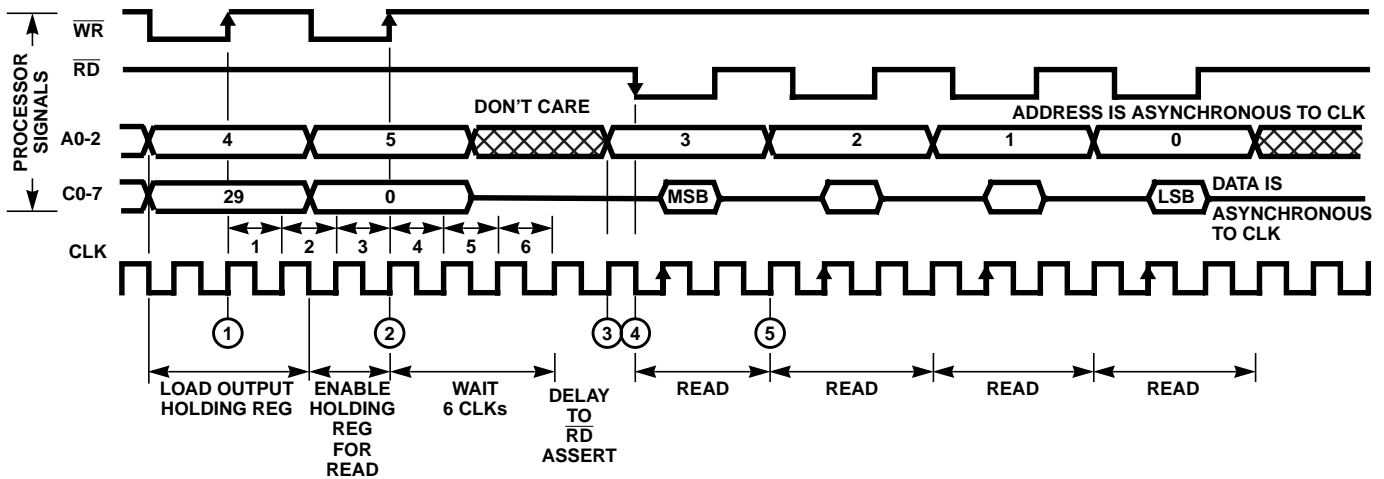 PROCESSOR
SIGNALS
WR
RD
DON'T CARE
ADDRESS IS ASYNCHRONOUS TO CLK
A0-2
4
5
3
2
1
0
C0-7
29
0
MSB
LSB
DATA IS
ASYNCHRONOUS
TO CLK
1
2
3
4
5
6
CLK
1
2
3
4
5
LOAD OUTPUT
HOLDING REG
ENABLE
HOLDING
REG
FOR
READ
WAIT
6 CLKs
DELAY
TO
RD
ASSERT
READ
READ
READ
READ